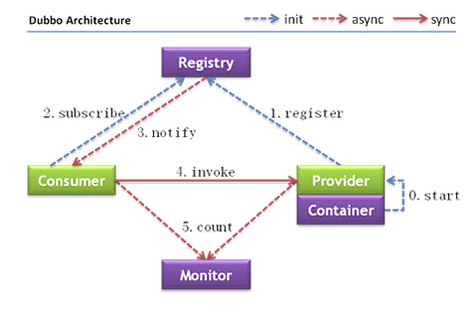 Dubbo Architecture
init
async
sync
Registry
2. subscribe
1. register
3. notify
Consumer
4. invoke
Provider
Container
0. start
5. count
Monitor